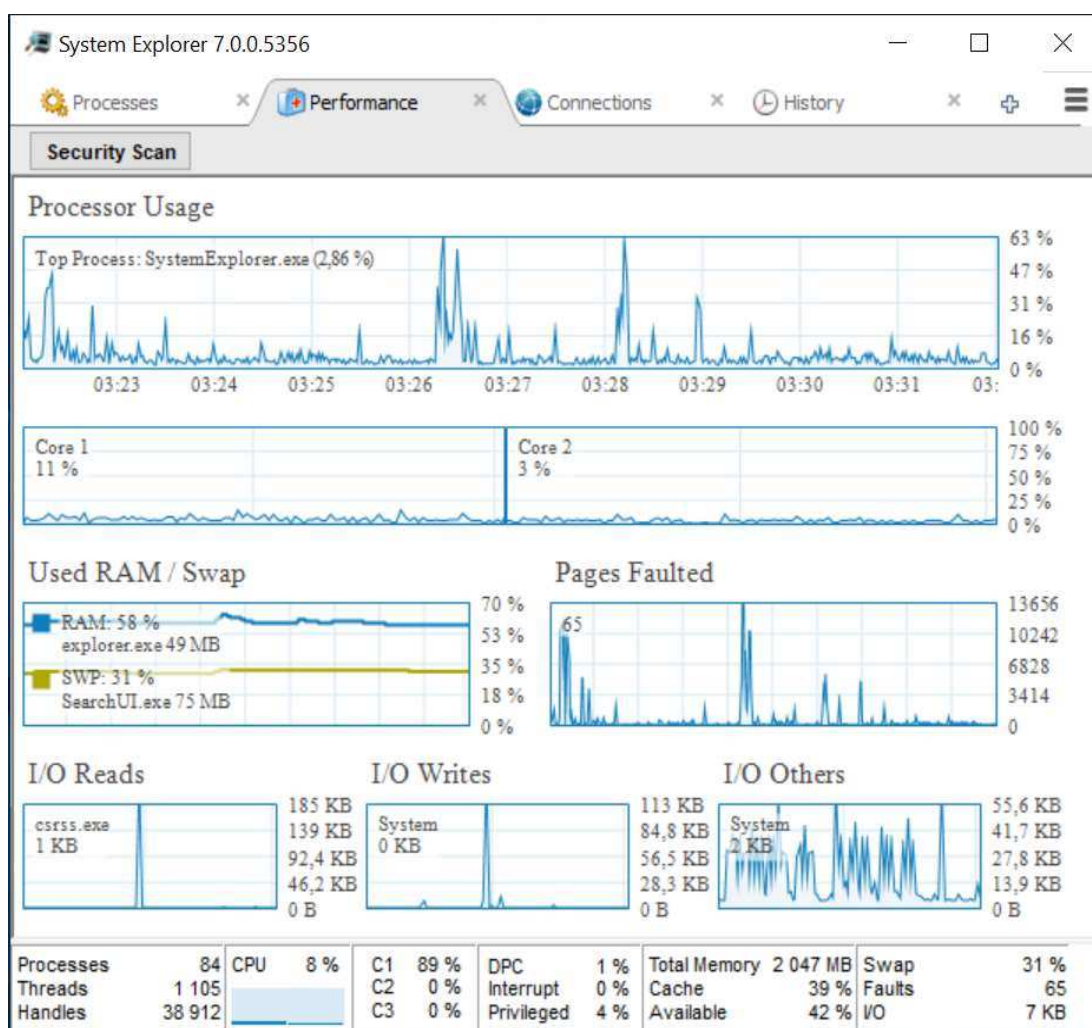 System Explorer 7.0.0.5356
Processes
Performance
Connections
History
Security Scan
Processor Usage
Top Process: SystemExplorer.exe (2,86 %)
63 %
47 %
31 %
16 %
0 %
03:23 03:24 03:25 03:26 03:27 03:28 03:29 03:30 03:31 03:
Core 1
11 %
Core 2
3 %
100 %
75 %
50 %
25 %
0 %
Used RAM / Swap
RAM: 58 %
explorer.exe 49 MB
SWP: 31 %
SearchUI.exe 75 MB
70 %
53 %
35 %
18 %
0 %
Pages Faulted
65
13656
10242
6828
3414
0
I/O Reads
csrss.exe
1 KB
185 KB
139 KB
92,4 KB
46,2 KB
0 B
I/O Writes
System
0 KB
113 KB
84,8 KB
56,5 KB
28,3 KB
0 B
I/O Others
System
2 KB
55,6 KB
41,7 KB
27,8 KB
13,9 KB
0 B
Processes 84 CPU 8 % C1 89 % DPC 1 % Total Memory 2 047 MB Swap 31 %
Threads 1 105 C2 0 % Interrupt 0 % Cache 39 % Faults 65
Handles 38 912 C3 0 % Privileged 4 % Available 42 % I/O 7 KB